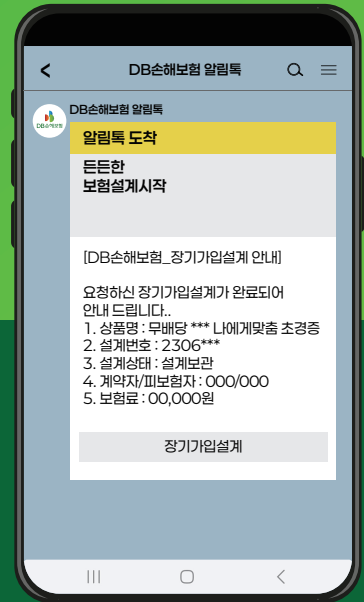 DB손해보험 알림톡
DB손해보험
DB손해보험 알림톡
알림톡 도착
든든한
보험설계시작
[DB손해보험_장기가입설계 안내]
요청하신 장기가입설계가 완료되어
안내 드립니다..
1. 상품명 : 무배당 *** 나에게맞춤 초경증
2. 설계번호 : 2306***
3. 설계상태 : 설계보관
4. 계약자/피보험자 : 000/000
5. 보험료 : 00,000원
장기가입설계